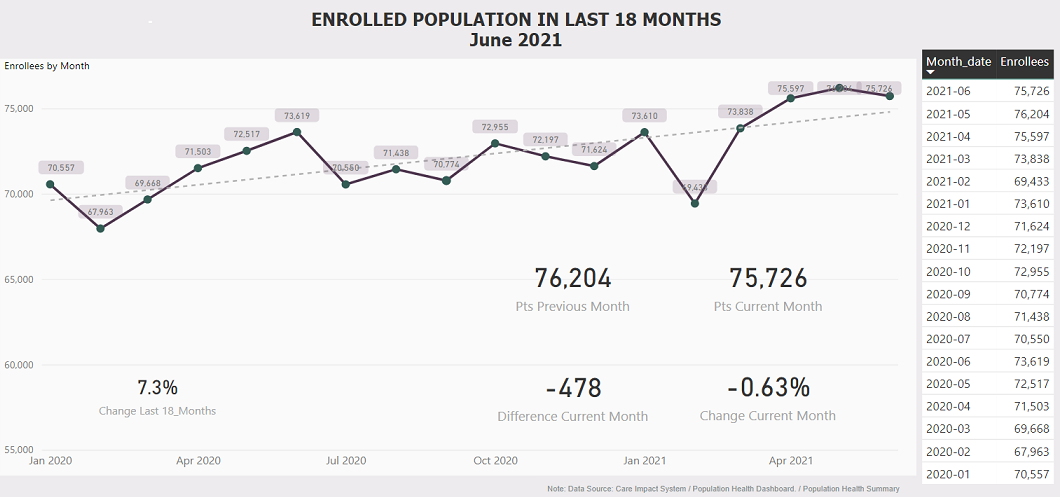 ENROLLED POPULATION IN LAST 18 MONTHS
June 2021
Enrollees by Month
75,000
70,000
65,000
60,000
55,000
70,557
67,963
69,668
71,503
72,517
73,619
70,550
71,438
70,774
72,955
72,197
71,624
73,610
69,433
73,838
75,597
76,204
75,726
Jan 2020
Apr 2020
Jul 2020
Oct 2020
Jan 2021
Apr 2021
76,204
Pts Previous Month
75,726
Pts Current Month
7.3%
Change Last 18_Months
-478
Difference Current Month
-0.63%
Change Current Month
Month_date Enrollees
2021-06 75,726
2021-05 76,204
2021-04 75,597
2021-03 73,838
2021-02 69,433
2021-01 73,610
2020-12 71,624
2020-11 72,197
2020-10 72,955
2020-09 70,774
2020-08 71,438
2020-07 70,550
2020-06 73,619
2020-05 72,517
2020-04 71,503
2020-03 69,668
2020-02 67,963
2020-01 70,557
Note: Data Source: Care Impact System / Population Health Dashboard. / Population Health Summary